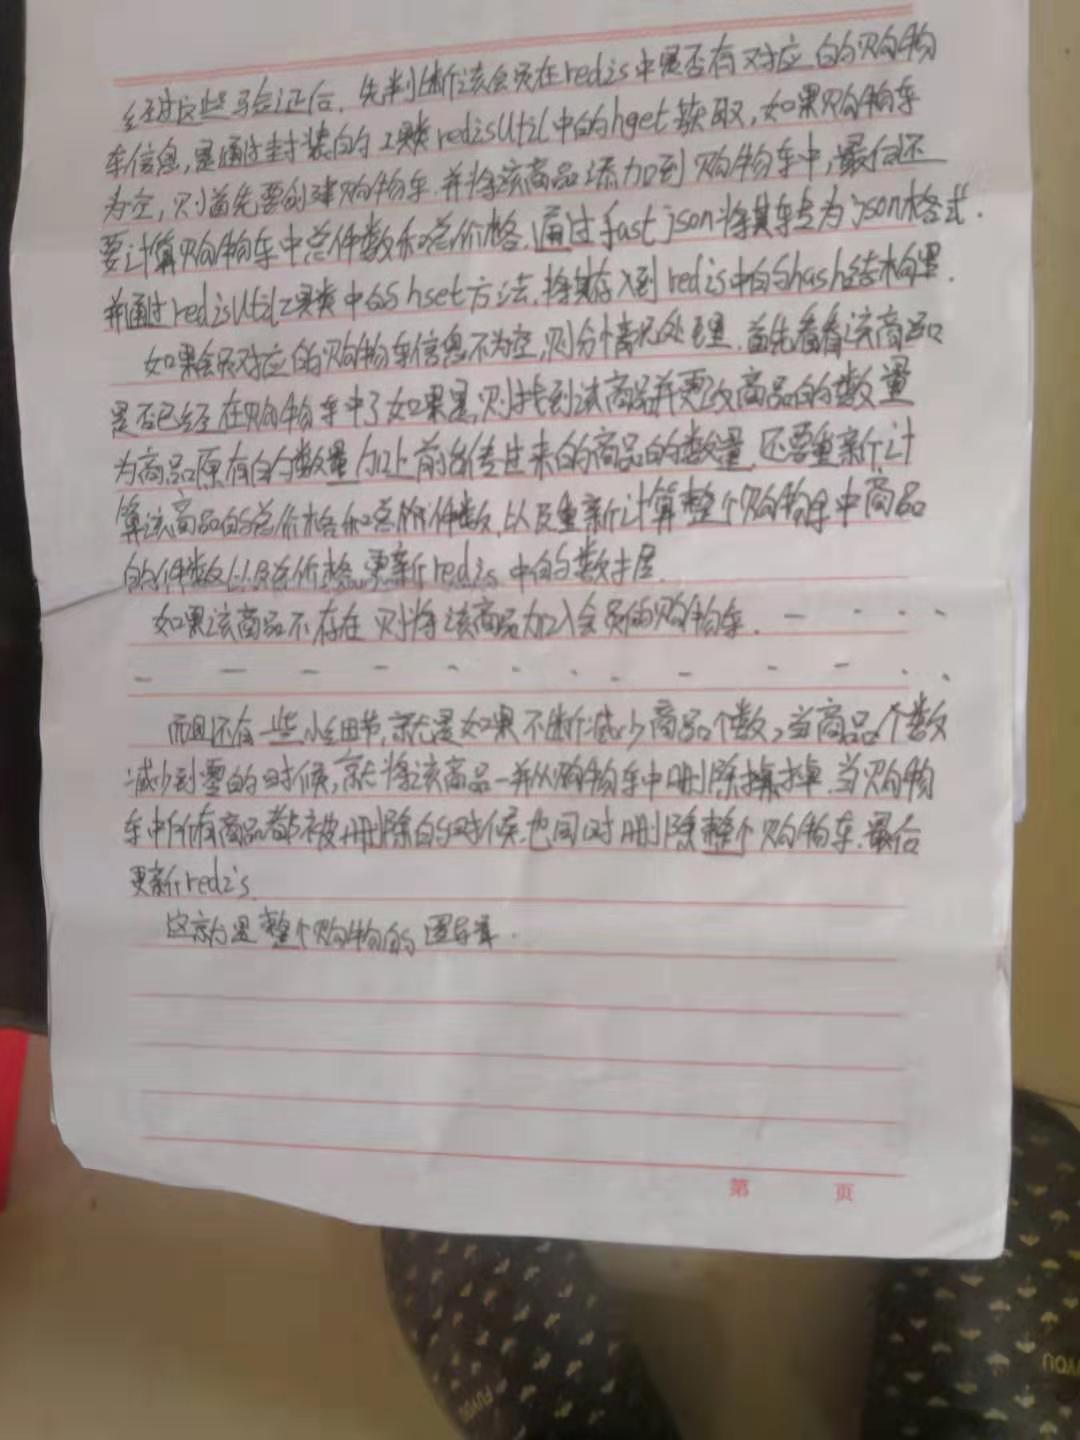 经过这些验证后，先判断该会员在redis中是否有对应的购物
车信息，是通过封装的工具类redisUtil中的hget获取，如果购物车
为空，则首先要创建购物车，并将该商品添加到购物车中，最后还
要计算购物车中总件数和总价格，通过fastjson将其转为json格式．
并通过redisUtil工具类中的hset方法，将其存入到redis中的hash结构里．
如果会员对应的购物车信息不为空，则分情况处理．首先看看该商品
是否已经在购物车中了如果是，则找到该商品并更改商品的数量
为商品原有的数量加上前台传过来的商品的数量，还要重新计
算该商品的总价格和总件数，以及重新计算整个购物车中商品
的件数以及总价格，更新redis中的数据．
如果该商品不存在，则将该商品加入会员的购物车．
而且还有一些小细节，就是如果不断减少商品个数，当商品个数
减少到零的时候，就将该商品一并从购物车中删除掉，当购物
车中所有商品都被删除的时候，也同时删除整个购物车．最后
更新redis．
这就是整个购物的
第 页
FUYOU